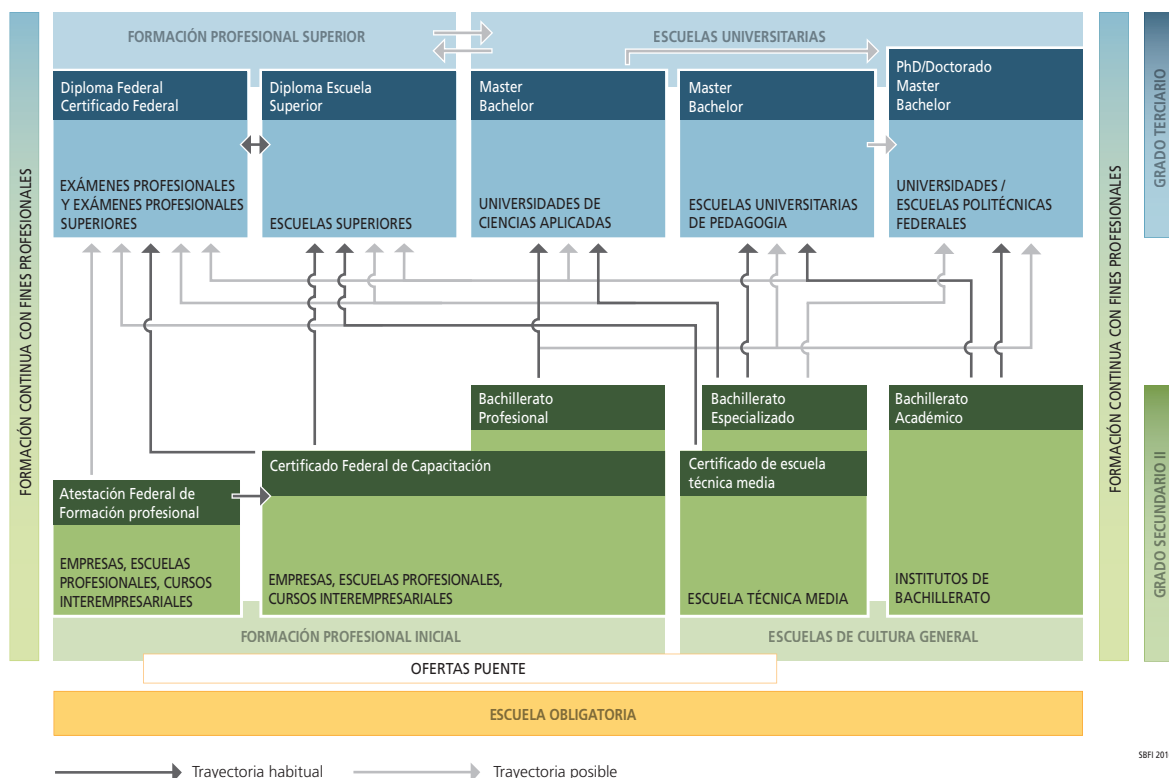 FORMACIÓN PROFESIONAL SUPERIOR
ESCUELAS UNIVERSITARIAS
Diploma Federal
Certificado Federal
EXÁMENES PROFESIONALES
Y EXÁMENES PROFESIONALES
SUPERIORES
Diploma Escuela
Superior
ESCUELAS SUPERIORES
Master
Bachelor
UNIVERSIDADES DE
CIENCIAS APLICADAS
Master
Bachelor
ESCUELAS UNIVERSITARIAS
DE PEDAGOGIA
PhD/Doctorado
Master
Bachelor
UNIVERSIDADES /
ESCUELAS POLITÉCNICAS
FEDERALES
FORMACIÓN CONTINUA CON FINES PROFESIONALES
FORMACIÓN CONTINUA CON FINES PROFESIONALES
GRADO TERCIARIO
GRADO SECUNDARIO II
Bachillerato
Profesional
Bachillerato
Especializado
Bachillerato
Académico
Certificado Federal de Capacitación
Certificado de escuela
técnica media
Atestación Federal de
Formación profesional
EMPRESAS, ESCUELAS
PROFESIONALES, CURSOS
INTEREMPRESARIALES
EMPRESAS, ESCUELAS PROFESIONALES,
CURSOS INTEREMPRESARIALES
ESCUELA TÉCNICA MEDIA
INSTITUTOS DE
BACHILLERATO
FORMACIÓN PROFESIONAL INICIAL
ESCUELAS DE CULTURA GENERAL
OFERTAS PUENTE
ESCUELA OBLIGATORIA
Trayectoria habitual
Trayectoria posible
SBFI